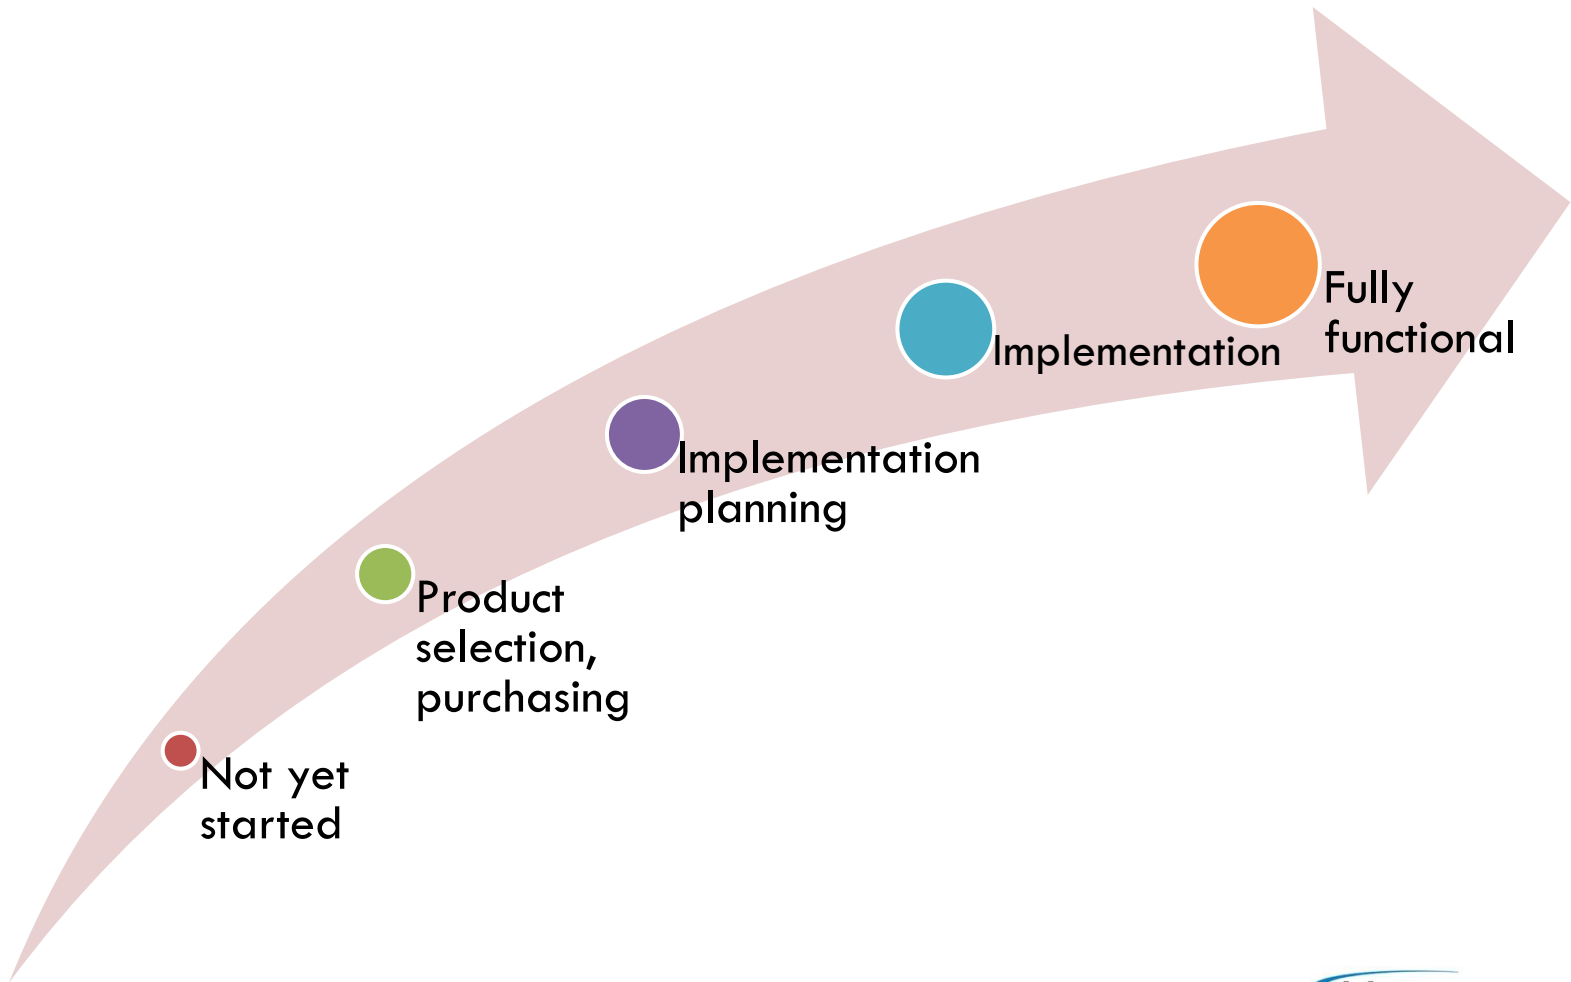 Not yet
started
Product
selection,
purchasing
Implementation
planning
Implementation
Fully
functional